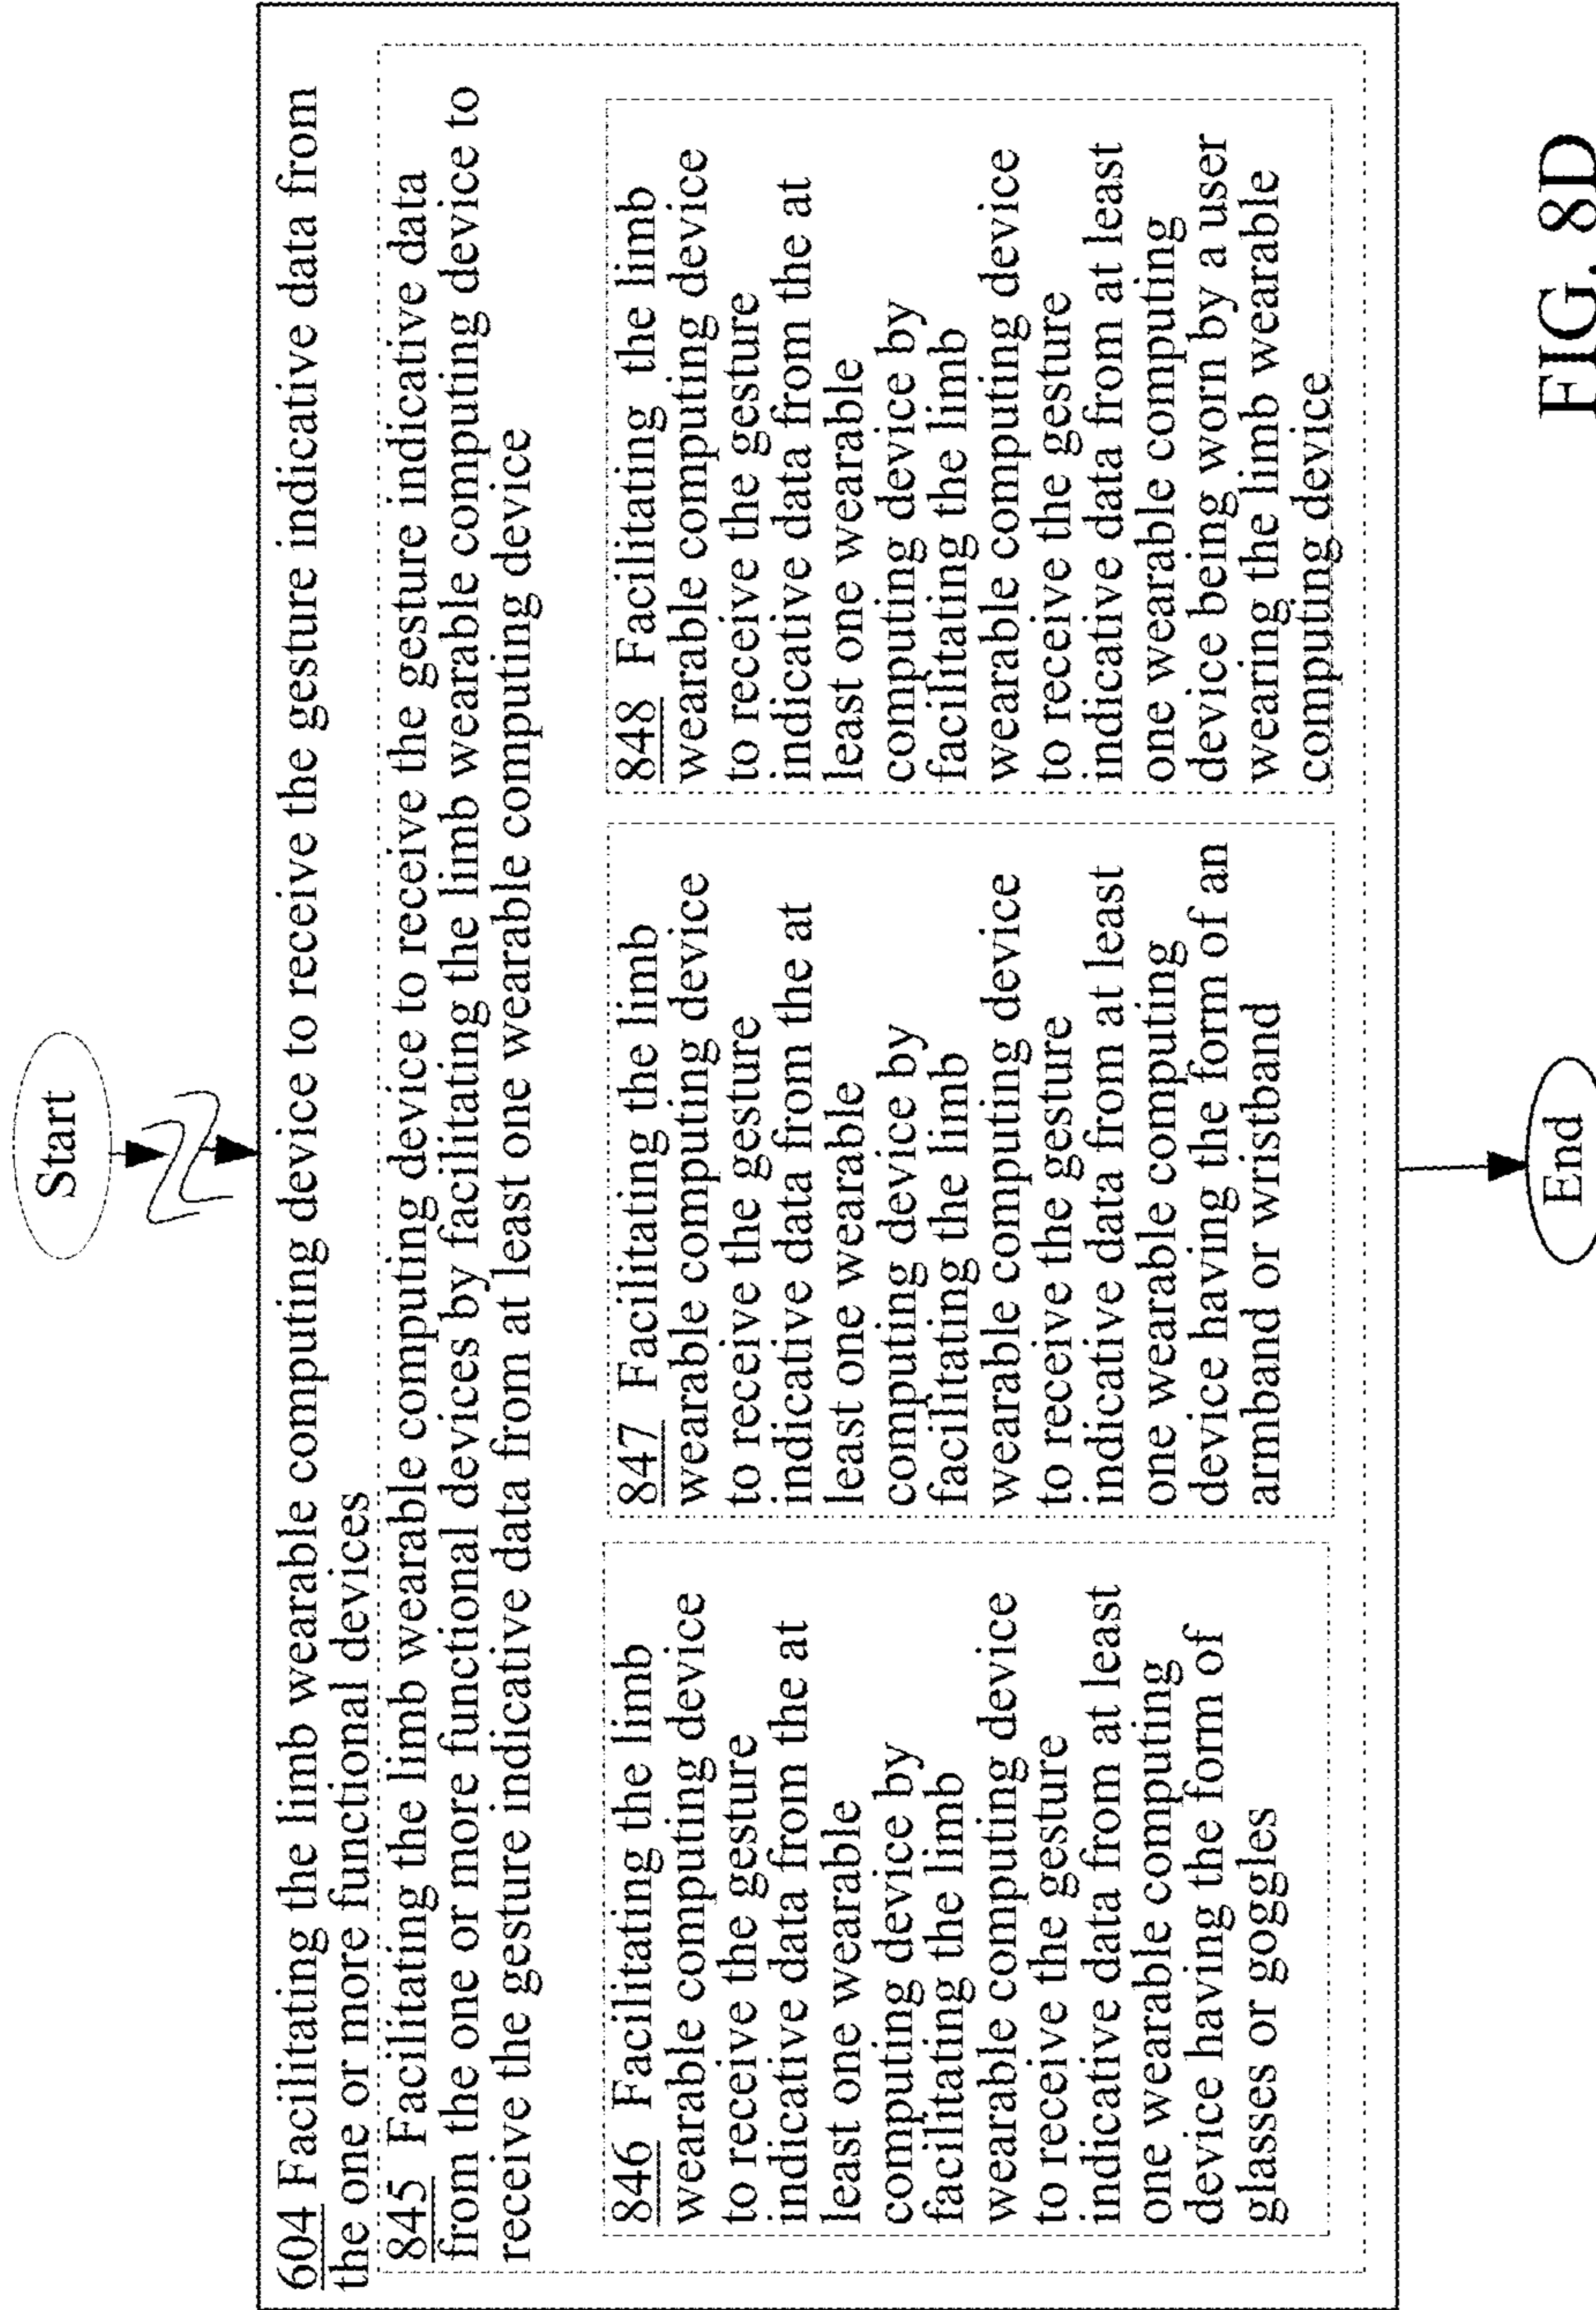 Start
604 Facilitating the limb wearable computing device to receive the gesture indicative data from
the one or more functional devices
845 Facilitating the limb wearable computing device to receive the gesture indicative data
from the one or more functional devices by facilitating the limb wearable computing device to
receive the gesture indicative data from at least one wearable computing device
846 Facilitating the limb
wearable computing device
to receive the gesture
indicative data from the at
least one wearable
computing device by
facilitating the limb
wearable computing device
to receive the gesture
indicative data from at least
one wearable computing
device having the form of
glasses or goggles
847 Facilitating the limb
wearable computing device
to receive the gesture
indicative data from the at
least one wearable
computing device by
facilitating the limb
wearable computing device
to receive the gesture
indicative data from at least
one wearable computing
device having the form of an
armband or wristband
848 Facilitating the limb
wearable computing device
to receive the gesture
indicative data from the at
least one wearable
computing device by
facilitating the limb
wearable computing device
to receive the gesture
indicative data from at least
one wearable computing
device being worn by a user
wearing the limb wearable
computing device
End
FIG. 8D